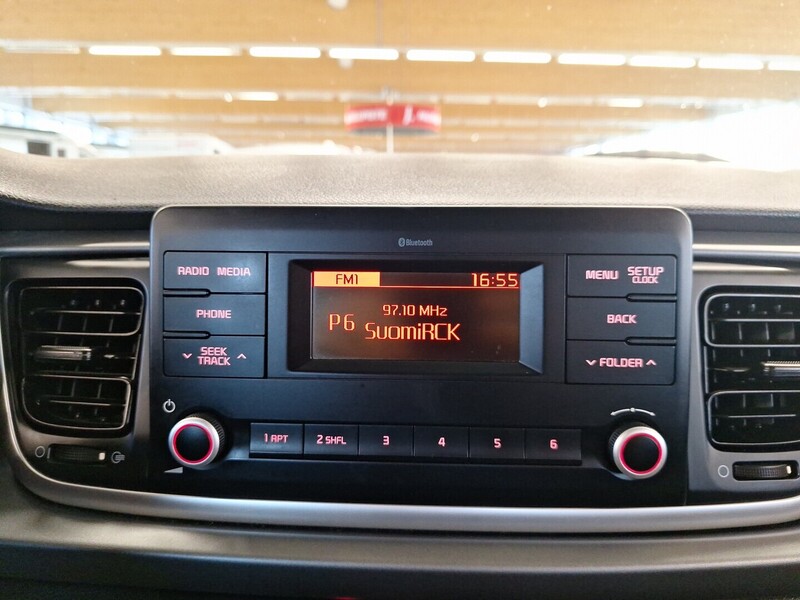 Bluetooth
RADIO MEDIA
PHONE
SEEK
TRACK
FM1 16:55
97.10 MHz
P6 SuomiRCK
MENU SETUP
CLOCK
BACK
FOLDER
1 APT 2 SHFL 3 4 5 6